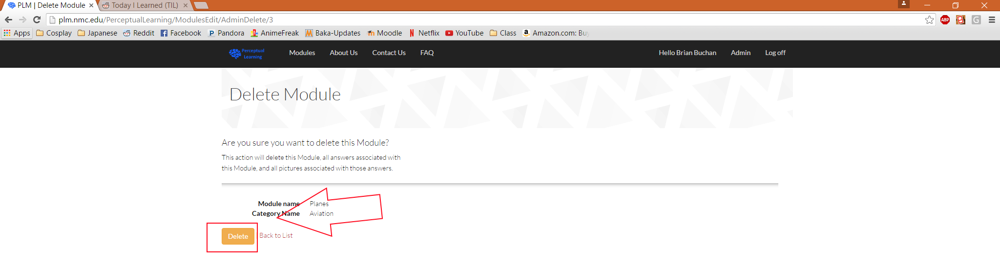 PLM | Delete Module
Today I Learned (TIL)
plm.nmc.edu/PerceptualLearning/ModulesEdit/AdminDelete/3
ABP
G
Apps Cosplay Japanese Reddit Facebook Pandora AnimeFreak Baka-Updates Moodle Netflix YouTube Class Amazon.com: Buy
Perceptual
Learning
Modules About Us Contact Us FAQ Hello Brian Buchan Admin Log off
Delete Module
Are you sure you want to delete this Module?
This action will delete this Module, all answers associated with
this Module, and all pictures associated with those answers.
Module name Planes
Category Name Aviation
Delete Back to List